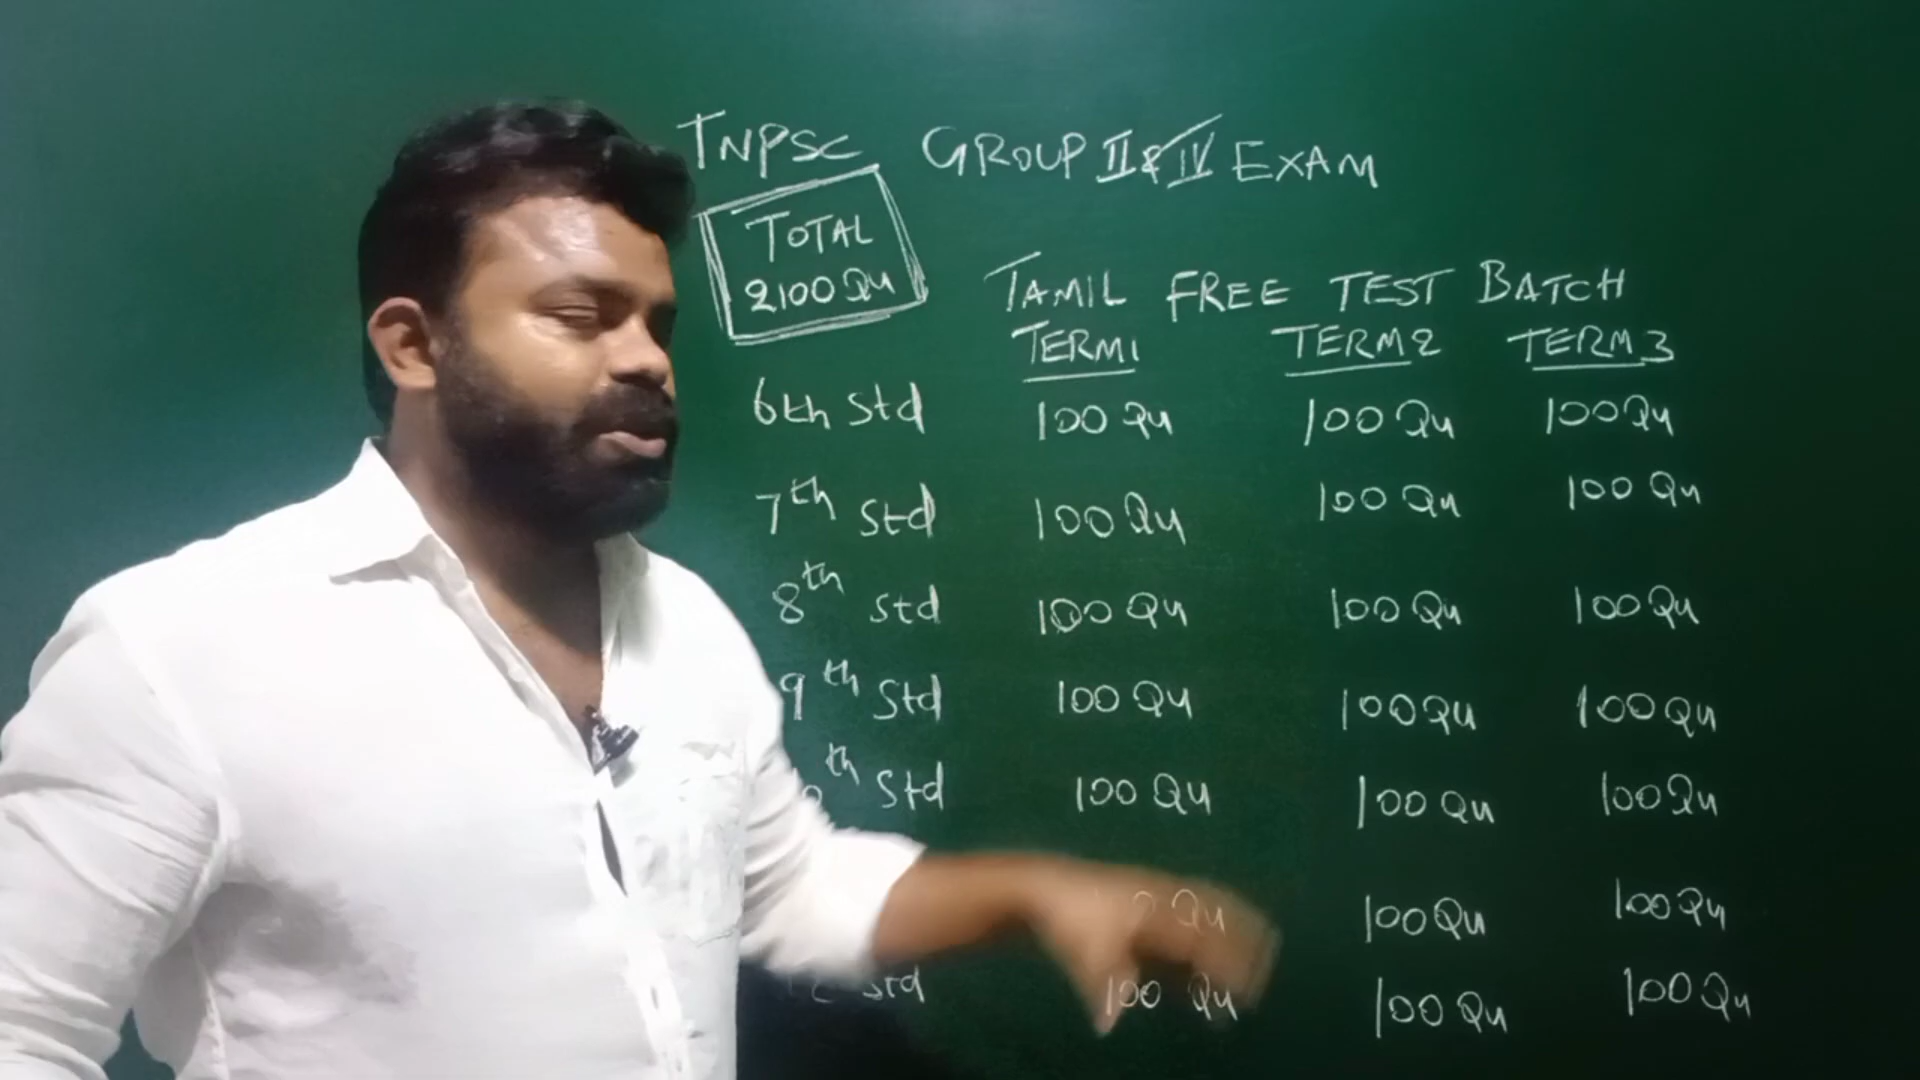 TNPSC GROUP II & IV EXAM
TOTAL
2100 Qu
TAMIL FREE TEST BATCH
TERM1 TERM2 TERM3
6th Std 100 Qu 100 Qu 100 Qu
7th Std 100 Qu 100 Qu 100 Qu
8th Std 100 Qu 100 Qu 100 Qu
9th Std 100 Qu 100 Qu 100 Qu
th Std 100 Qu 100 Qu 100 Qu
Qu 100 Qu 100 Qu
Std 100 Qu 100 Qu 100 Qu